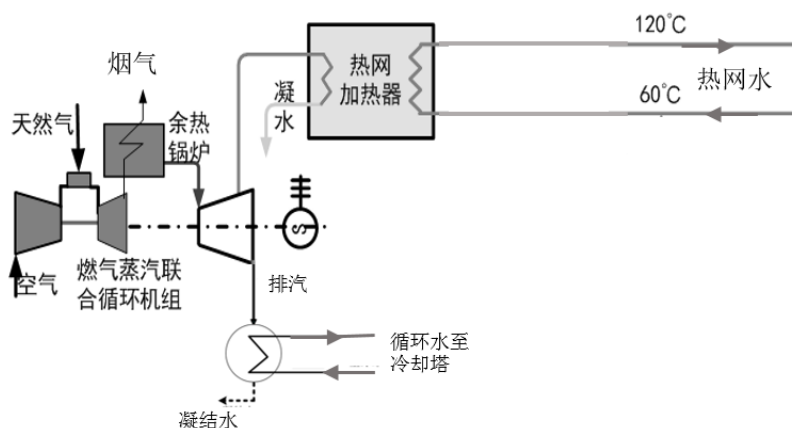 120℃
烟气
热网
加热器
热网水
凝
水
60℃
天然气
余热
锅炉
S
空气
燃气蒸汽联
合循环机组
排汽
循环水至
冷却塔
凝结水